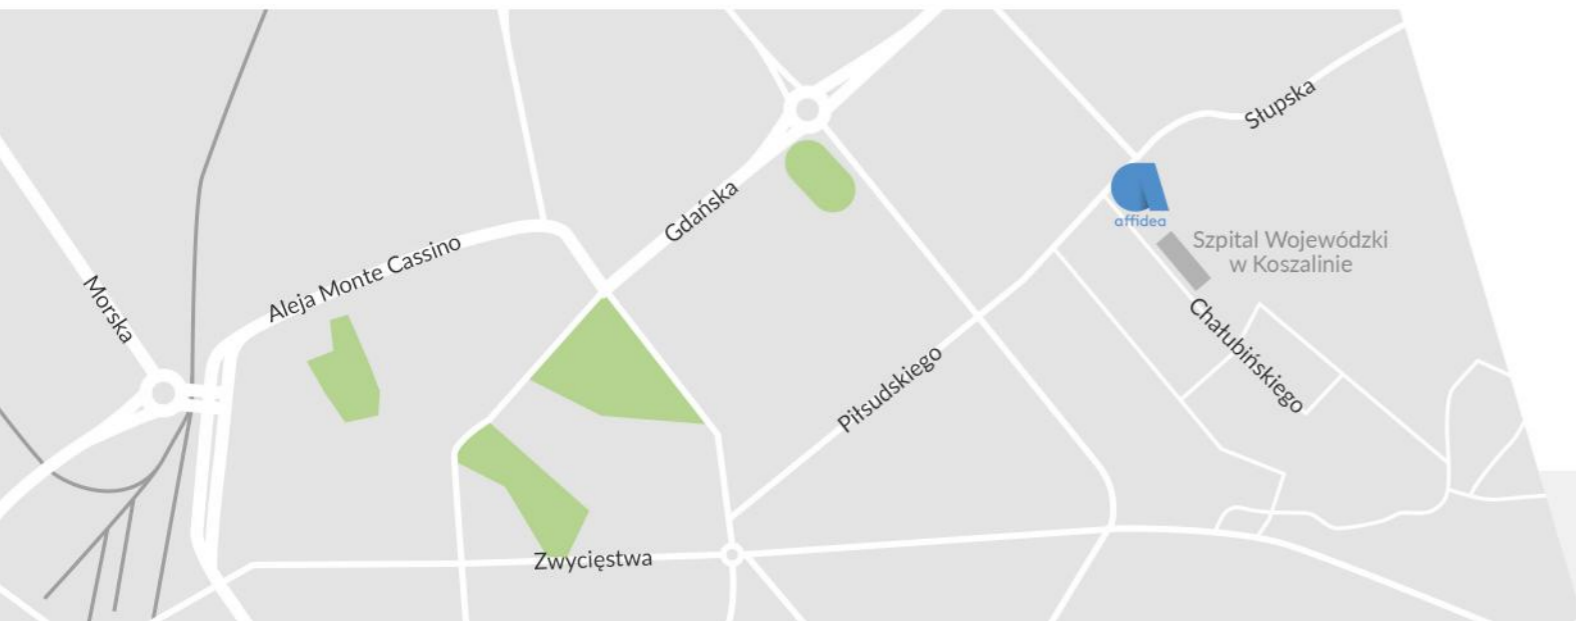 Słupska
affidea
Gdańska
Szpital Wojewódzki
w Koszalinie
Aleja Monte Cassino
Morska
Chałubińskiego
Piłsudskiego
Zwycięstwa